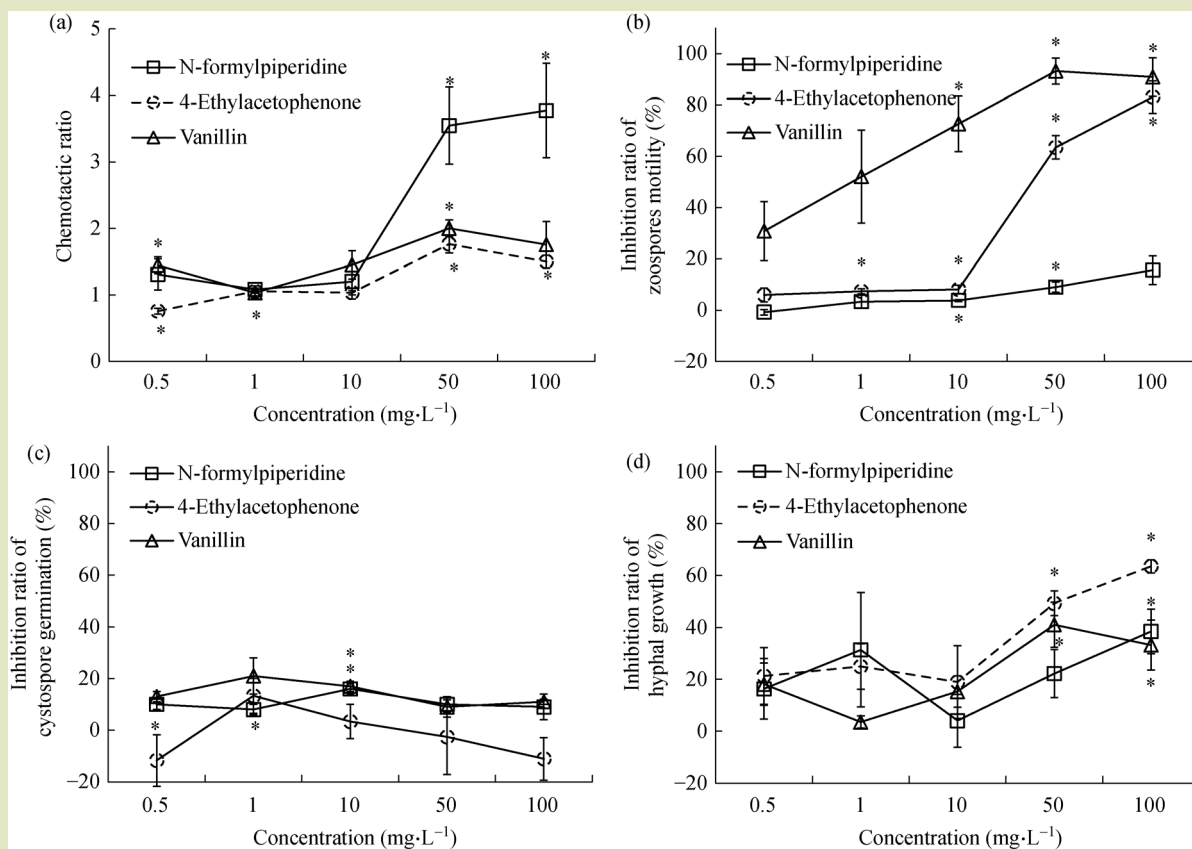 (a)
5
4
3
2
1
0
Chemotactic ratio
N-formylpiperidine
4-Ethylacetophenone
Vanillin
*
*
*
*
*
*
*
*
0.5 1 10 50 100
Concentration (mg·L⁻¹)
(b)
100
80
60
40
20
0
−20
Inhibition ratio of
zoospores motility (%)
N-formylpiperidine
4-Ethylacetophenone
Vanillin
*
*
*
*
*
*
*
*
*
0.5 1 10 50 100
Concentration (mg·L⁻¹)
(c)
100
80
60
40
20
0
−20
Inhibition ratio of
cystospore germination (%)
N-formylpiperidine
4-Ethylacetophenone
Vanillin
*
*
*
*
0.5 1 10 50 100
Concentration (mg·L⁻¹)
(d)
100
80
60
40
20
0
−20
Inhibition ratio of
hyphal growth (%)
N-formylpiperidine
4-Ethylacetophenone
Vanillin
*
*
*
*
*
0.5 1 10 50 100
Concentration (mg·L⁻¹)